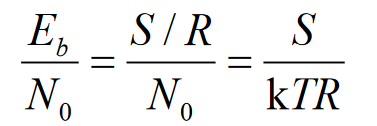 E_b / N_0 = S / R / N_0 = S / kTR